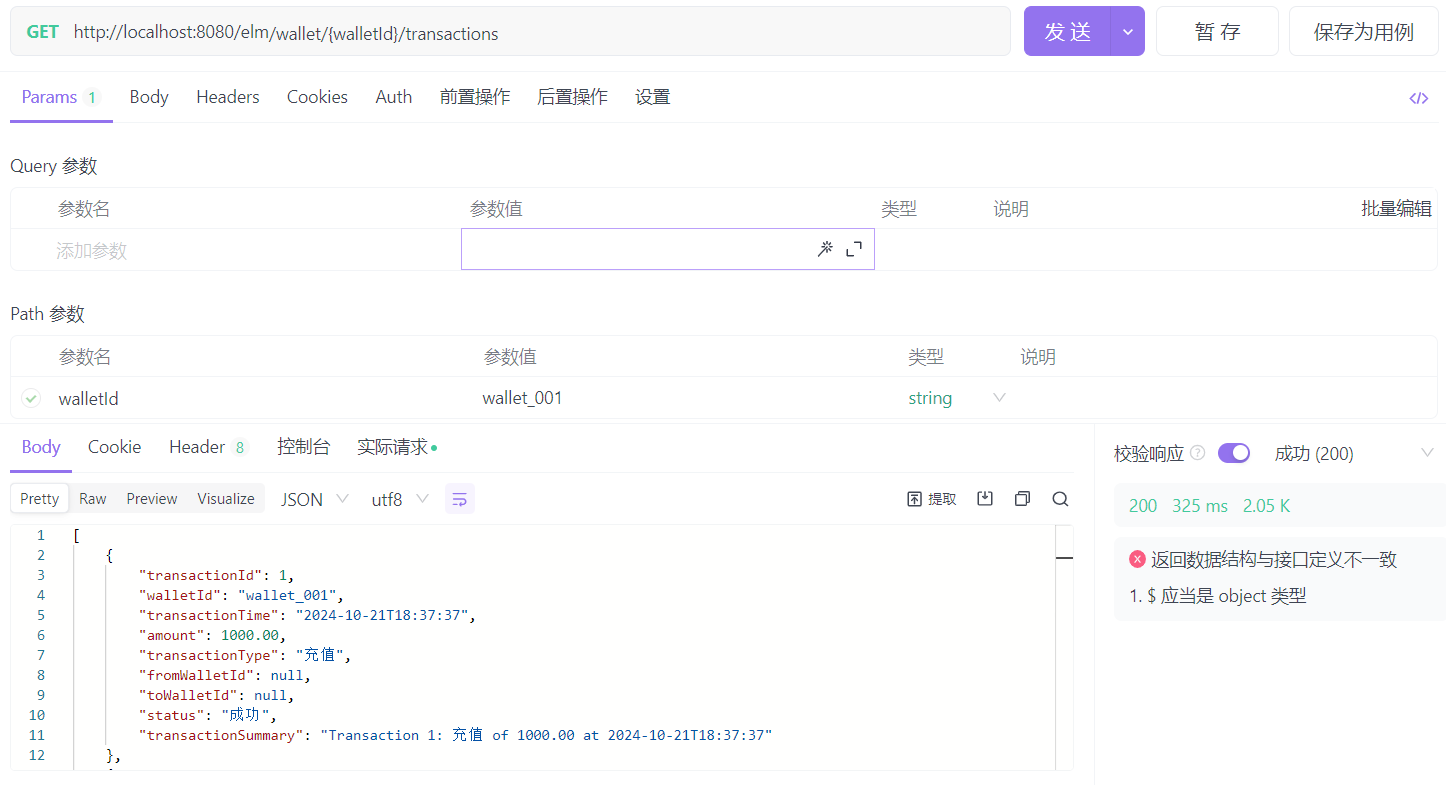 GET http://localhost:8080/elm/wallet/{walletId}/transactions 发送 暂存 保存为用例
Params 1 Body Headers Cookies Auth 前置操作 后置操作 设置 </>
Query 参数
参数名 参数值 类型 说明 批量编辑
添加参数
Path 参数
参数名 参数值 类型 说明
walletId wallet_001 string
Body Cookie Header 8 控制台 实际请求 校验响应 ? 成功 (200)
Pretty Raw Preview Visualize JSON utf8 提取 200 325 ms 2.05 K
1 [
2 {
3 "transactionId": 1,
4 "walletId": "wallet_001",
5 "transactionTime": "2024-10-21T18:37:37",
6 "amount": 1000.00,
7 "transactionType": "充值",
8 "fromWalletId": null,
9 "toWalletId": null,
10 "status": "成功",
11 "transactionSummary": "Transaction 1: 充值 of 1000.00 at 2024-10-21T18:37:37"
12 },
返回数据结构与接口定义不一致
1. $ 应当是 object 类型